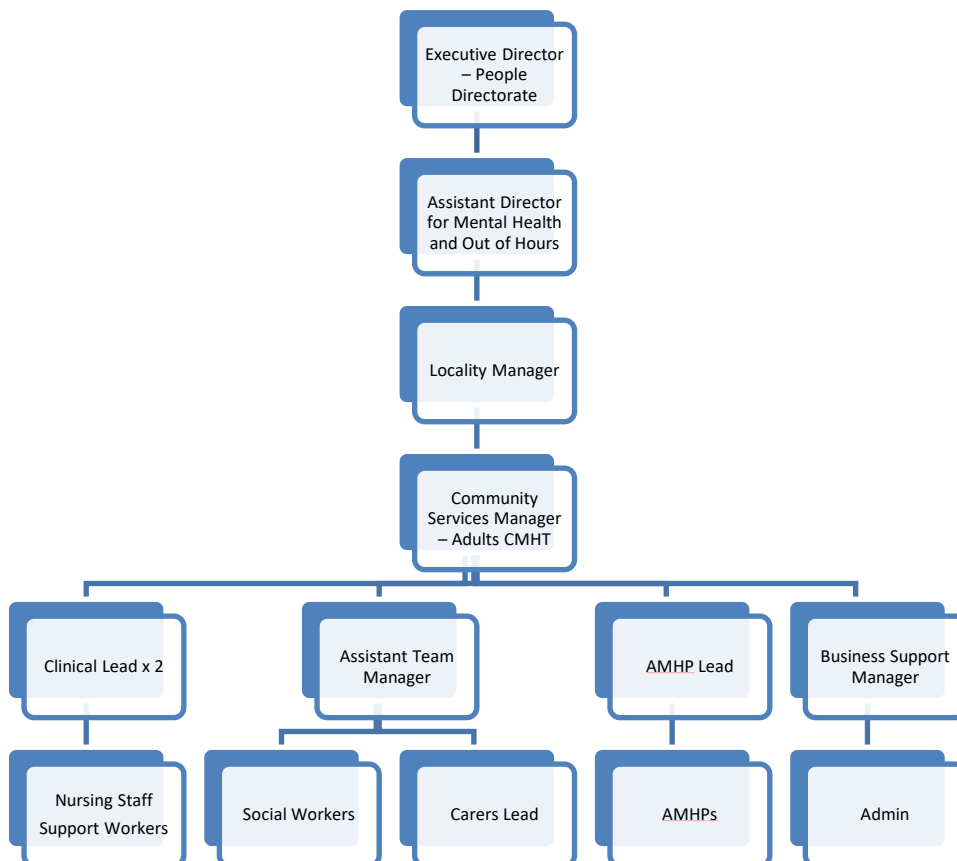 Executive Director
– People
Directorate
Assistant Director
for Mental Health
and Out of Hours
Locality Manager
Community
Services Manager
– Adults CMHT
Clinical Lead x 2
Assistant Team
Manager
AMHP Lead
Business Support
Manager
Nursing Staff
Support Workers
Social Workers
Carers Lead
AMHPs
Admin